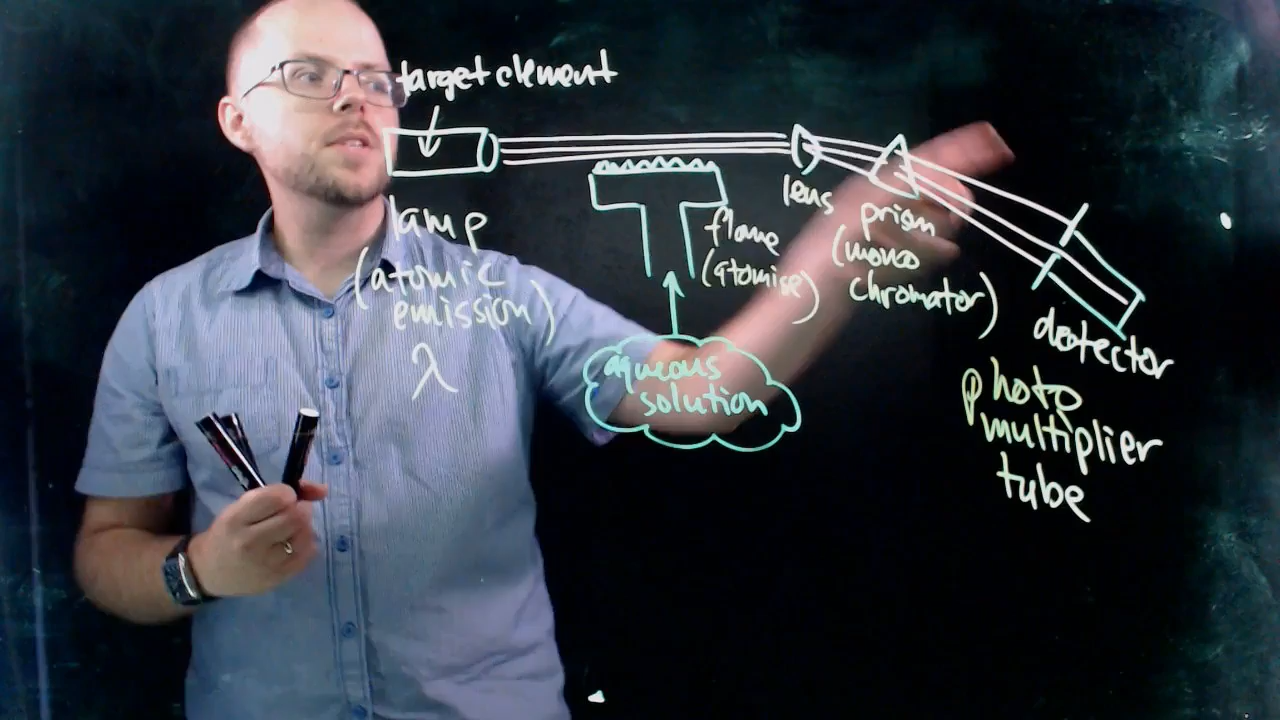 target element
lamp
(atomic
emission)
λ
flame
(atomise)
aqueous
solution
lens
prism
(mono
chromator)
detector
photo
multiplier
tube